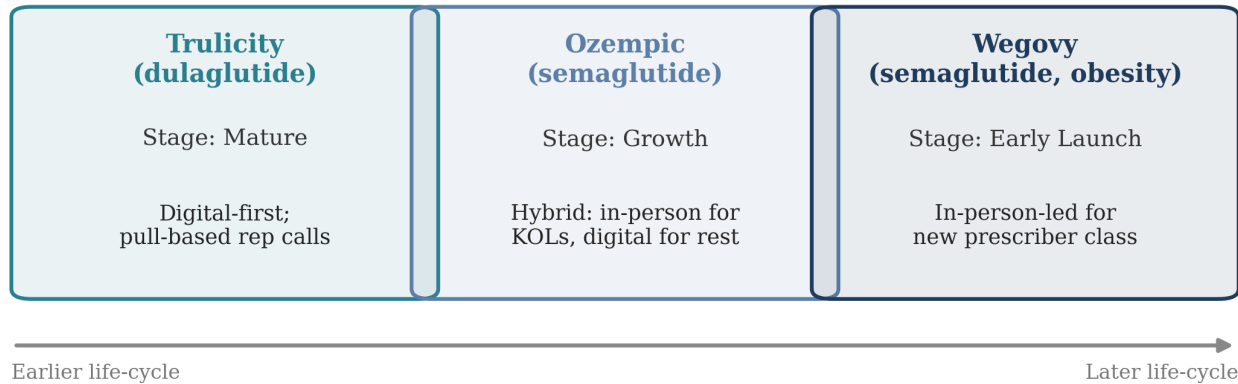 Trulicity
(dulaglutide)
Stage: Mature
Digital-first;
pull-based rep calls
Ozempic
(semaglutide)
Stage: Growth
Hybrid: in-person for
KOLs, digital for rest
Wegovy
(semaglutide, obesity)
Stage: Early Launch
In-person-led for
new prescriber class
Earlier life-cycle
Later life-cycle